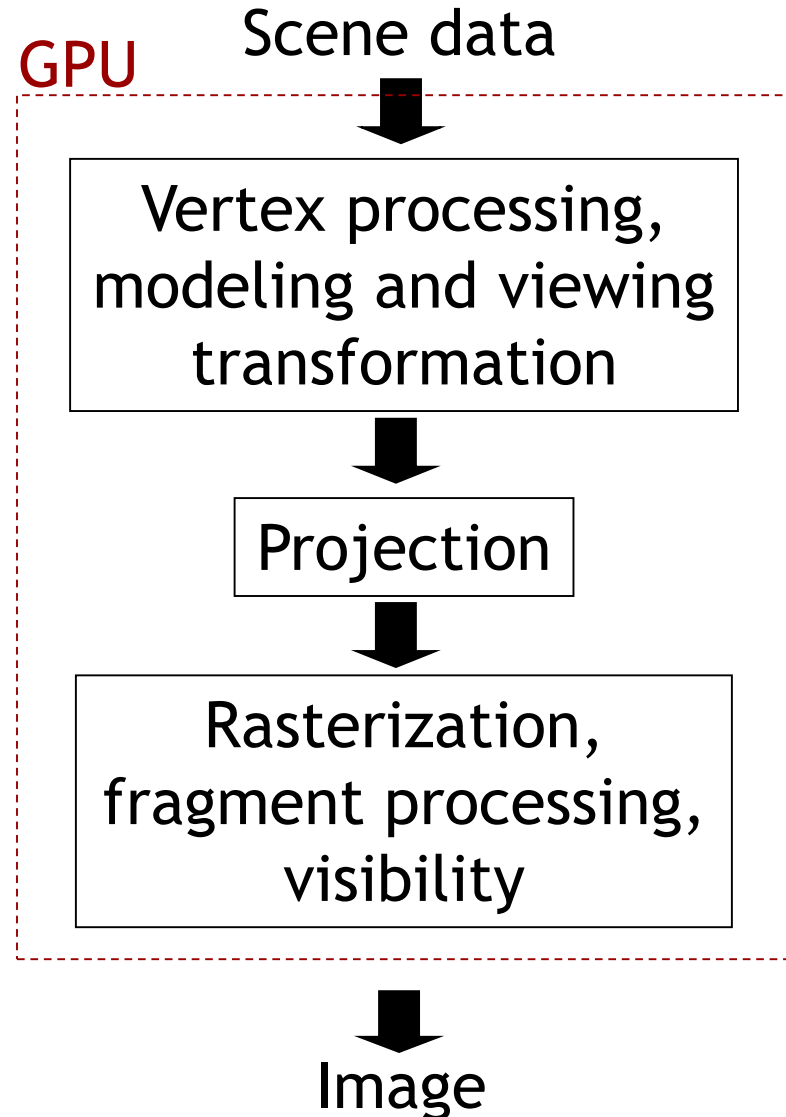 Scene data
GPU
Vertex processing,
modeling and viewing
transformation
Projection
Rasterization,
fragment processing,
visibility
Image